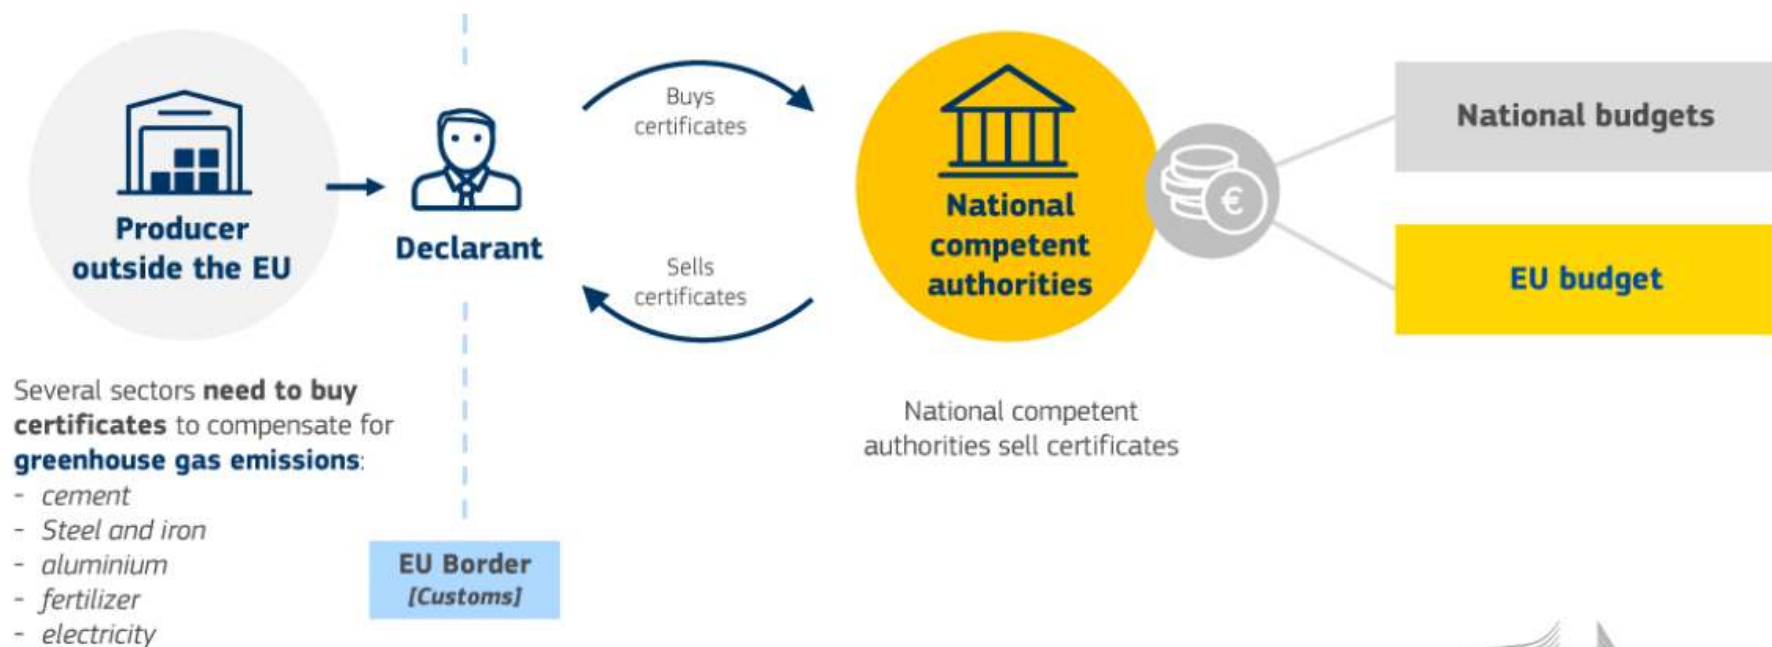 Producer
outside the EU
Declarant
Buys
certificates
Sells
certificates
National
competent
authorities
€
National budgets
EU budget
Several sectors need to buy
certificates to compensate for
greenhouse gas emissions:
- cement
- Steel and iron
- aluminium
- fertilizer
- electricity
EU Border
[Customs]
National competent
authorities sell certificates